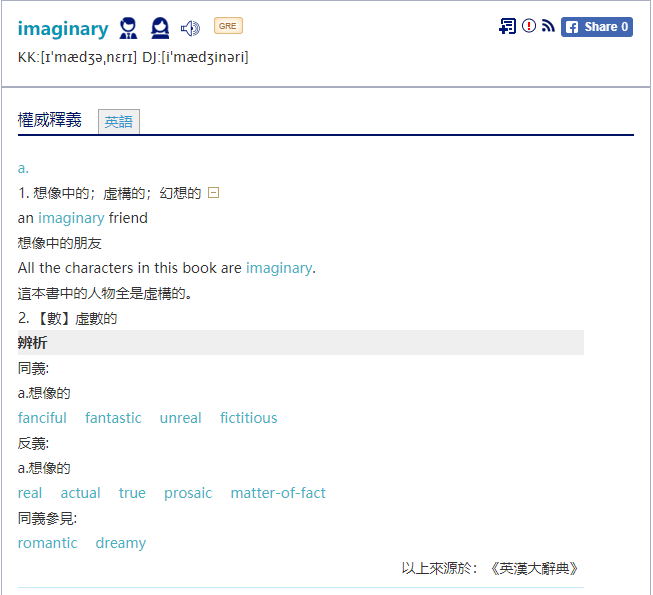 imaginary GRE Share 0
KK:[ɪˈmædʒəˌnɛrɪ] DJ:[iˈmædʒinəri]
權威釋義 英語
a.
1. 想像中的；虛構的；幻想的
an imaginary friend
想像中的朋友
All the characters in this book are imaginary.
這本書中的人物全是虛構的。
2. 【數】虛數的
辨析
同義:
a.想像的
fanciful fantastic unreal fictitious
反義:
a.想像的
real actual true prosaic matter-of-fact
同義參見:
romantic dreamy
以上來源於：《英漢大辭典》